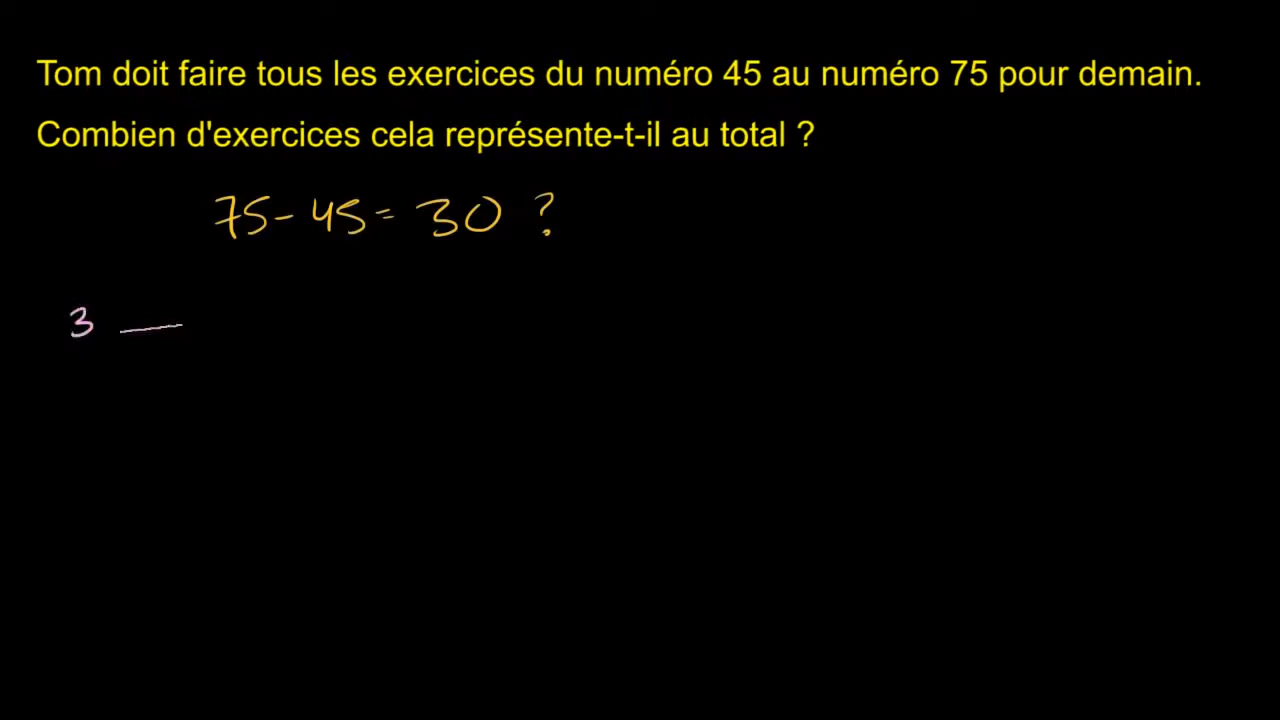 Tom doit faire tous les exercices du numéro 45 au numéro 75 pour demain.
Combien d'exercices cela représente-t-il au total ?
75 - 45 = 30 ?
3 —